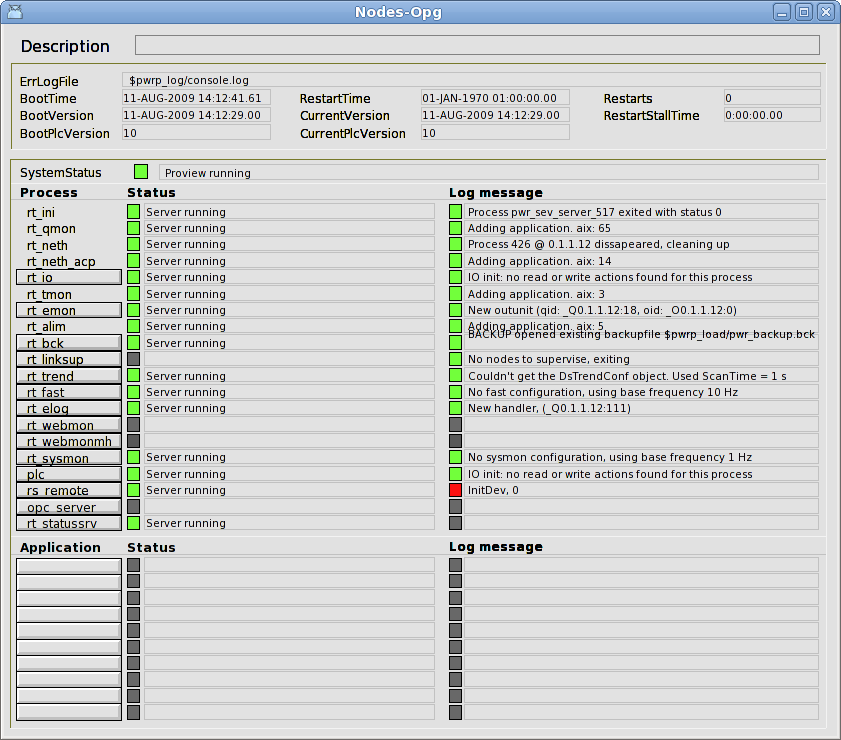 Nodes-Opg
Description
ErrLogFile $pwrp_log/console.log
BootTime 11-AUG-2009 14:12:41.61 RestartTime 01-JAN-1970 01:00:00.00 Restarts 0
BootVersion 11-AUG-2009 14:12:29.00 CurrentVersion 11-AUG-2009 14:12:29.00 RestartStallTime 0:00:00.00
BootPlcVersion 10 CurrentPlcVersion 10
SystemStatus Proview running
Process Status Log message
rt_ini Server running Process pwr_sev_server_517 exited with status 0
rt_qmon Server running Adding application. aix: 65
rt_neth Server running Process 426 @ 0.1.1.12 dissapeared, cleaning up
rt_neth_acp Server running Adding application. aix: 14
rt_io Server running IO init: no read or write actions found for this process
rt_tmon Server running Adding application. aix: 3
rt_emon Server running New outunit (qid: _Q0.1.1.12:18, oid: _O0.1.1.12:0)
rt_alim Server running Adding application. aix: 5
rt_bck Server running BACKUP opened existing backupfile $pwrp_load/pwr_backup.bck
rt_linksup No nodes to supervise, exiting
rt_trend Server running Couldn't get the DsTrendConf object. Used ScanTime = 1 s
rt_fast Server running No fast configuration, using base frequency 10 Hz
rt_elog Server running New handler, (_Q0.1.1.12:111)
rt_webmon
rt_webmonmh
rt_sysmon Server running No sysmon configuration, using base frequency 1 Hz
plc Server running IO init: no read or write actions found for this process
rs_remote Server running InitDev, 0
opc_server
rt_statussrv Server running
Application Status Log message